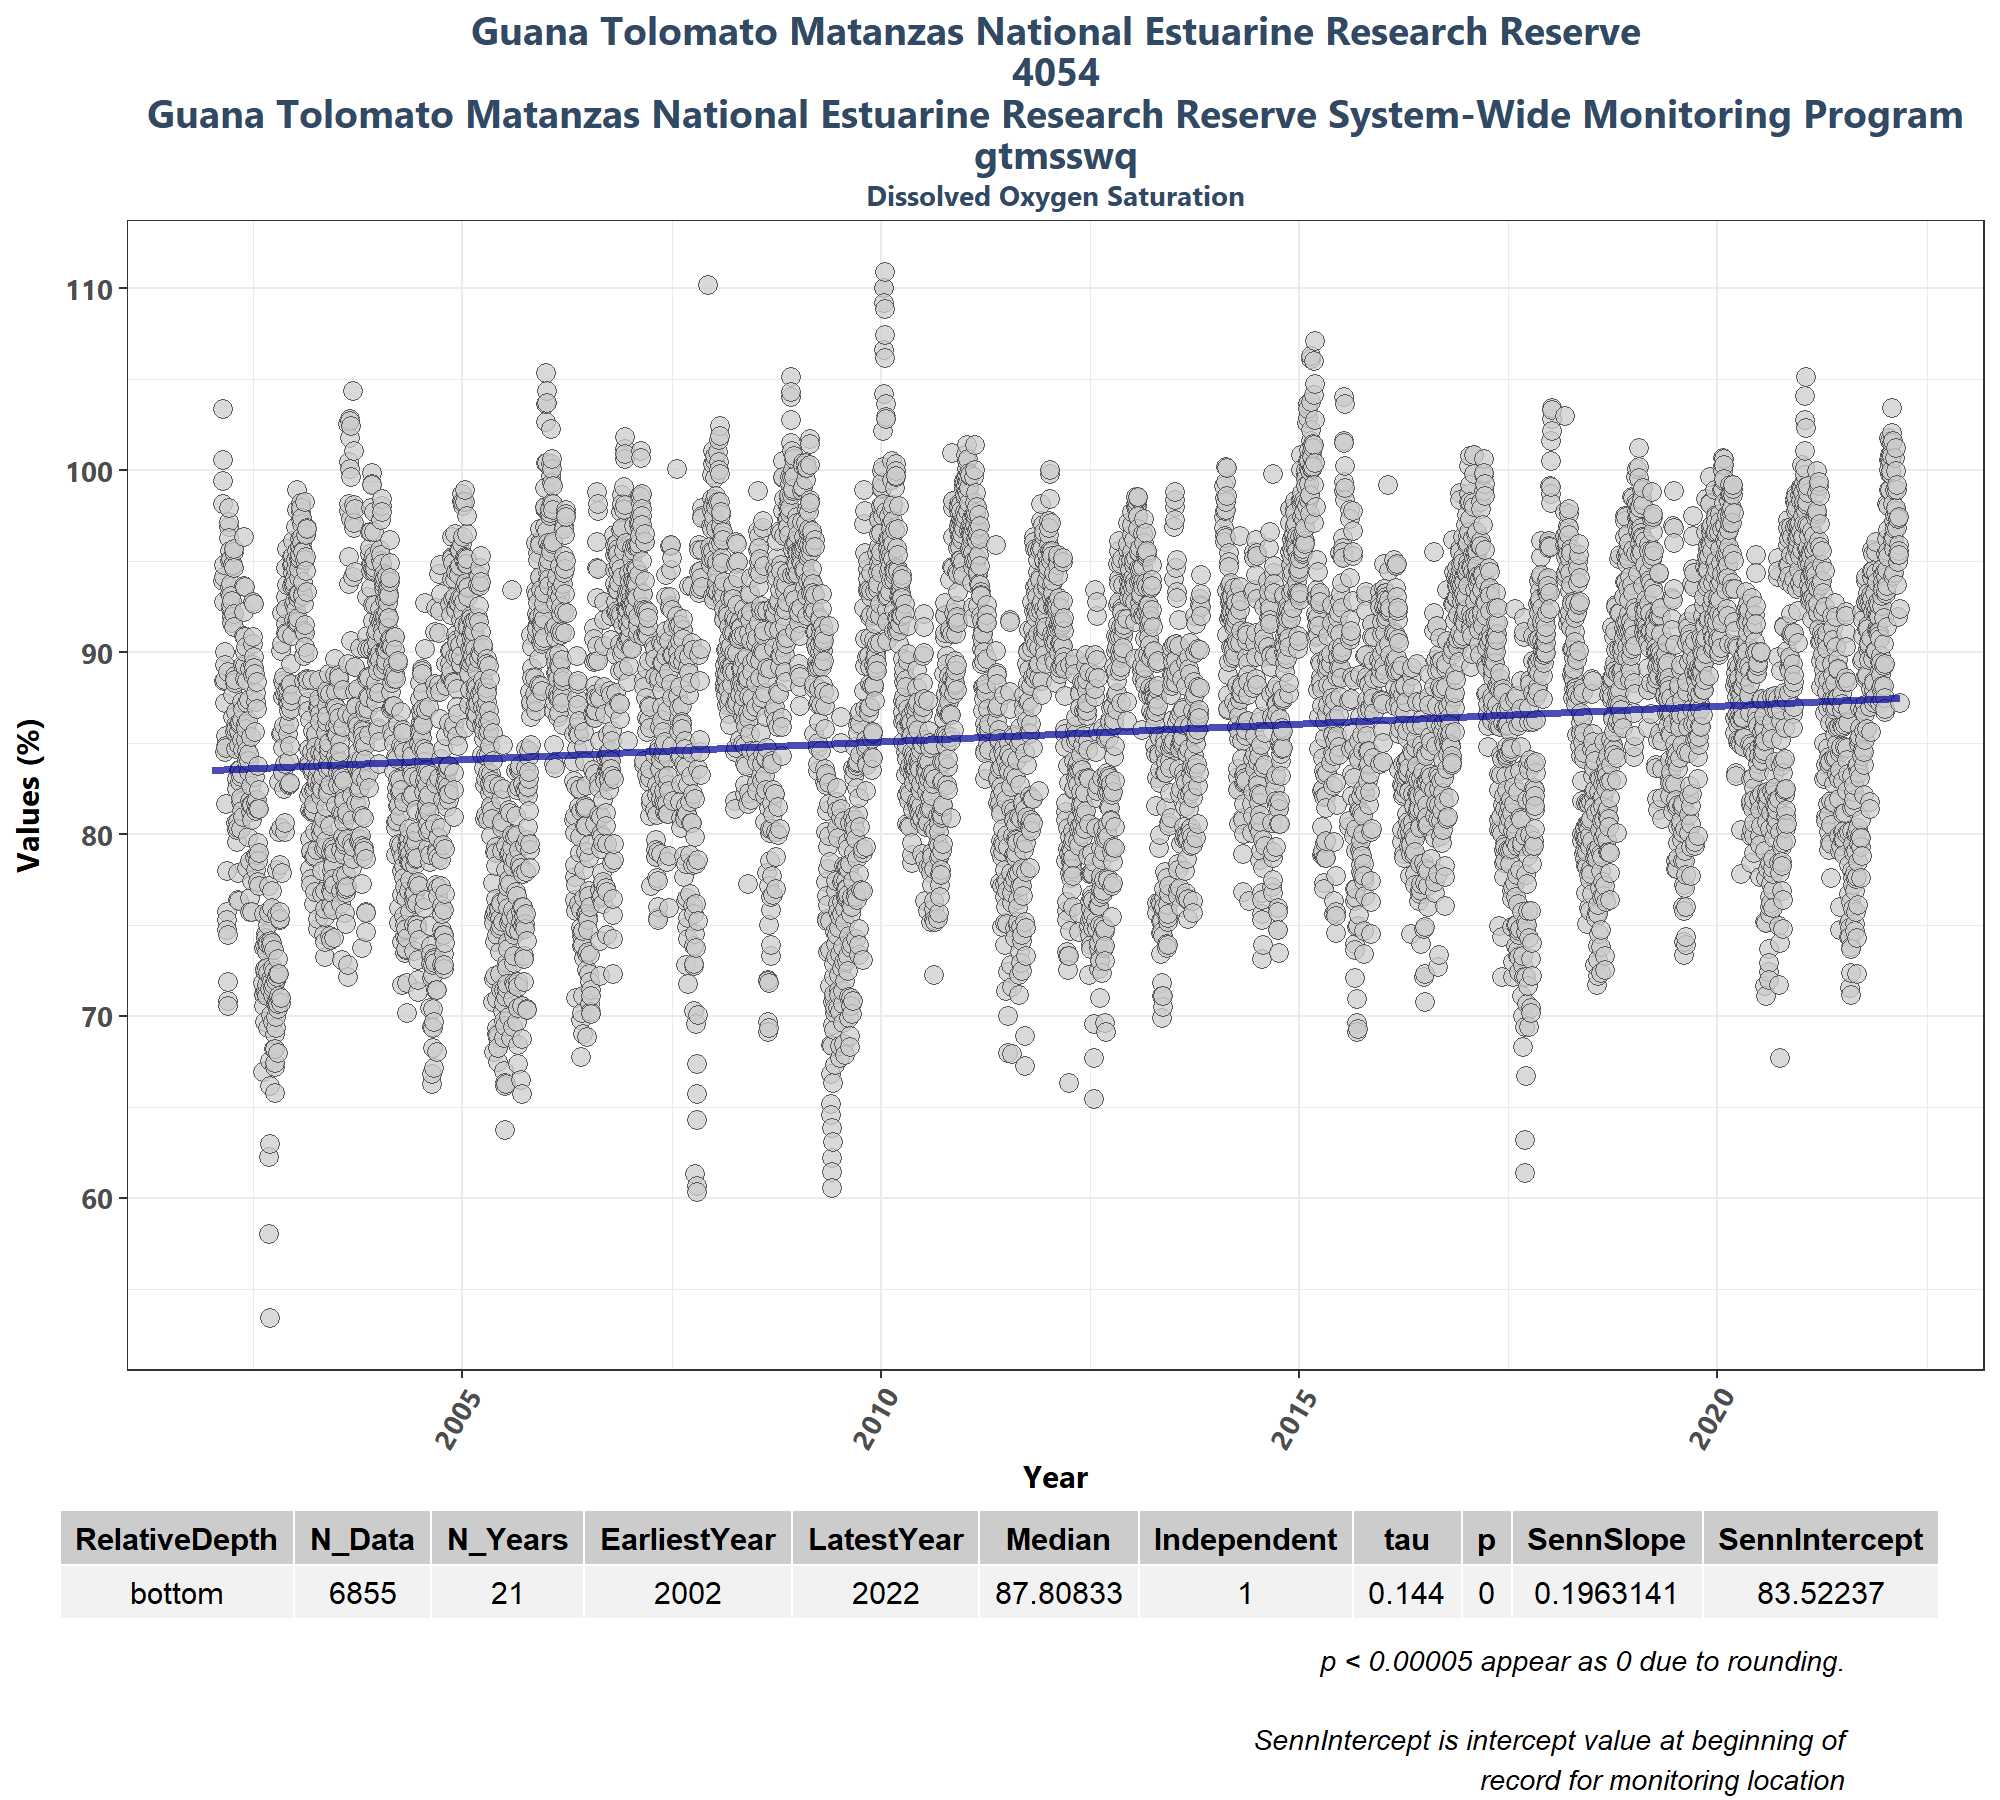 Guana Tolomato Matanzas National Estuarine Research Reserve
4054
Guana Tolomato Matanzas National Estuarine Research Reserve System-Wide Monitoring Program
gtmsswq
Dissolved Oxygen Saturation
Values (%)
110
100
90
80
70
60
2005
2010
2015
2020
Year
RelativeDepth N_Data N_Years EarliestYear LatestYear Median Independent tau p SennSlope SennIntercept
bottom 6855 21 2002 2022 87.80833 1 0.144 0 0.1963141 83.52237
p < 0.00005 appear as 0 due to rounding.
SennIntercept is intercept value at beginning of
record for monitoring location